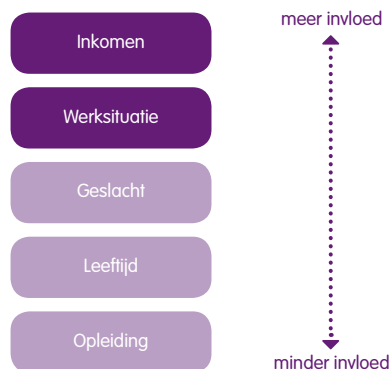 Inkomen
meer invloed
Werksituatie
Geslacht
Leeftijd
Opleiding
minder invloed